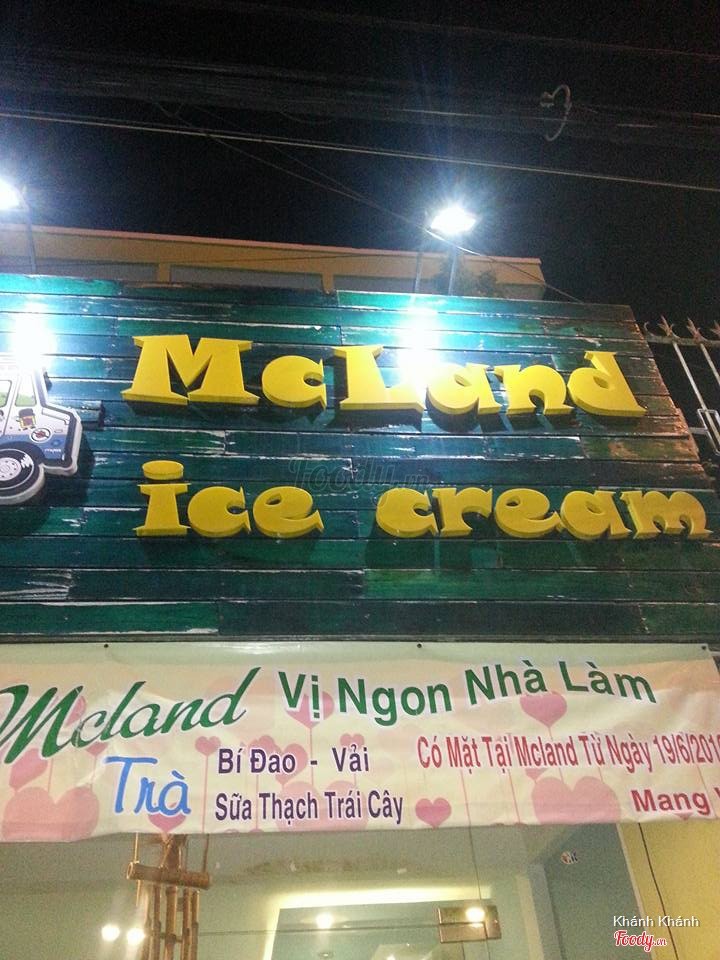 McLand
ice cream
Mcland Vị Ngon Nhà Làm
Trà
Bí Đao - Vải
Sữa Thạch Trái Cây
Có Mặt Tại Mcland Từ Ngày 19/6/201
Mang
Khánh Khánh
Foody.vn